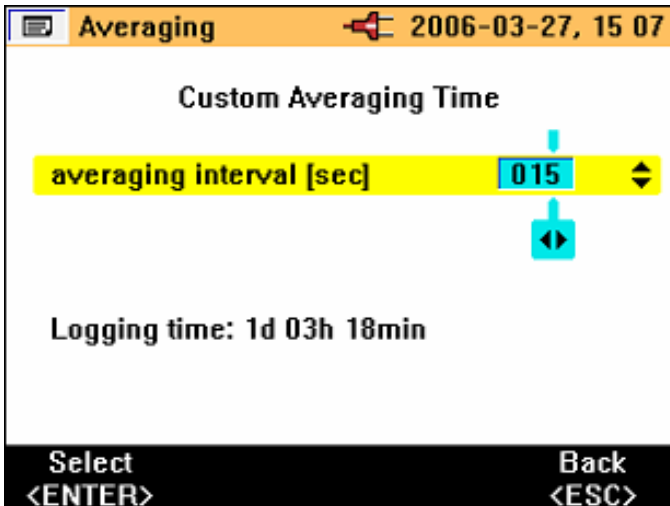 Averaging 2006-03-27, 15 07
Custom Averaging Time
averaging interval [sec] 015
Logging time: 1d 03h 18min
Select Back
<ENTER> <ESC>